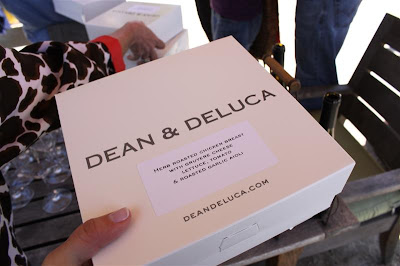 DEAN & DELUCA
HERB ROASTED CHICKEN BREAST
WITH GRUYERE CHEESE
LETTUCE, TOMATO
& ROASTED GARLIC AIOLI
DEANDELUCA.COM